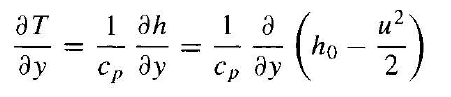 ∂T/∂y = 1/c_p ∂h/∂y = 1/c_p ∂/∂y (h_0 − u^2/2)